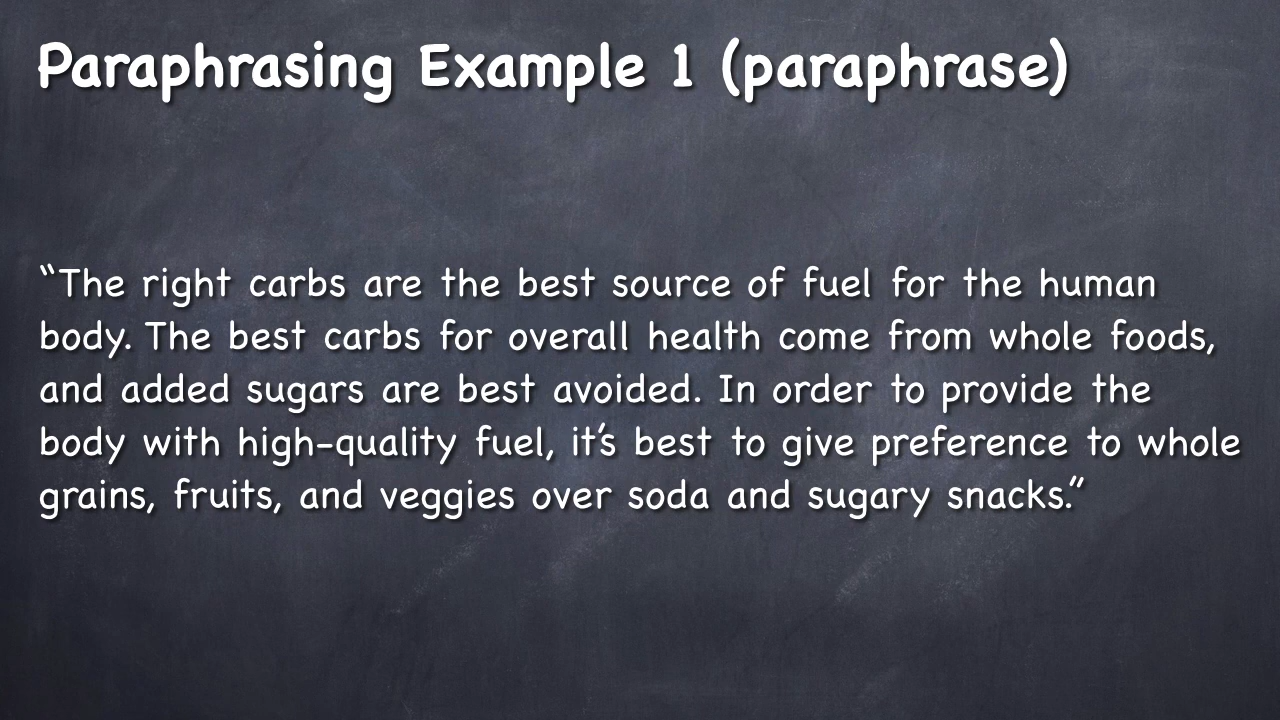 Paraphrasing Example 1 (paraphrase)
“The right carbs are the best source of fuel for the human
body. The best carbs for overall health come from whole foods,
and added sugars are best avoided. In order to provide the
body with high-quality fuel, it’s best to give preference to whole
grains, fruits, and veggies over soda and sugary snacks.”